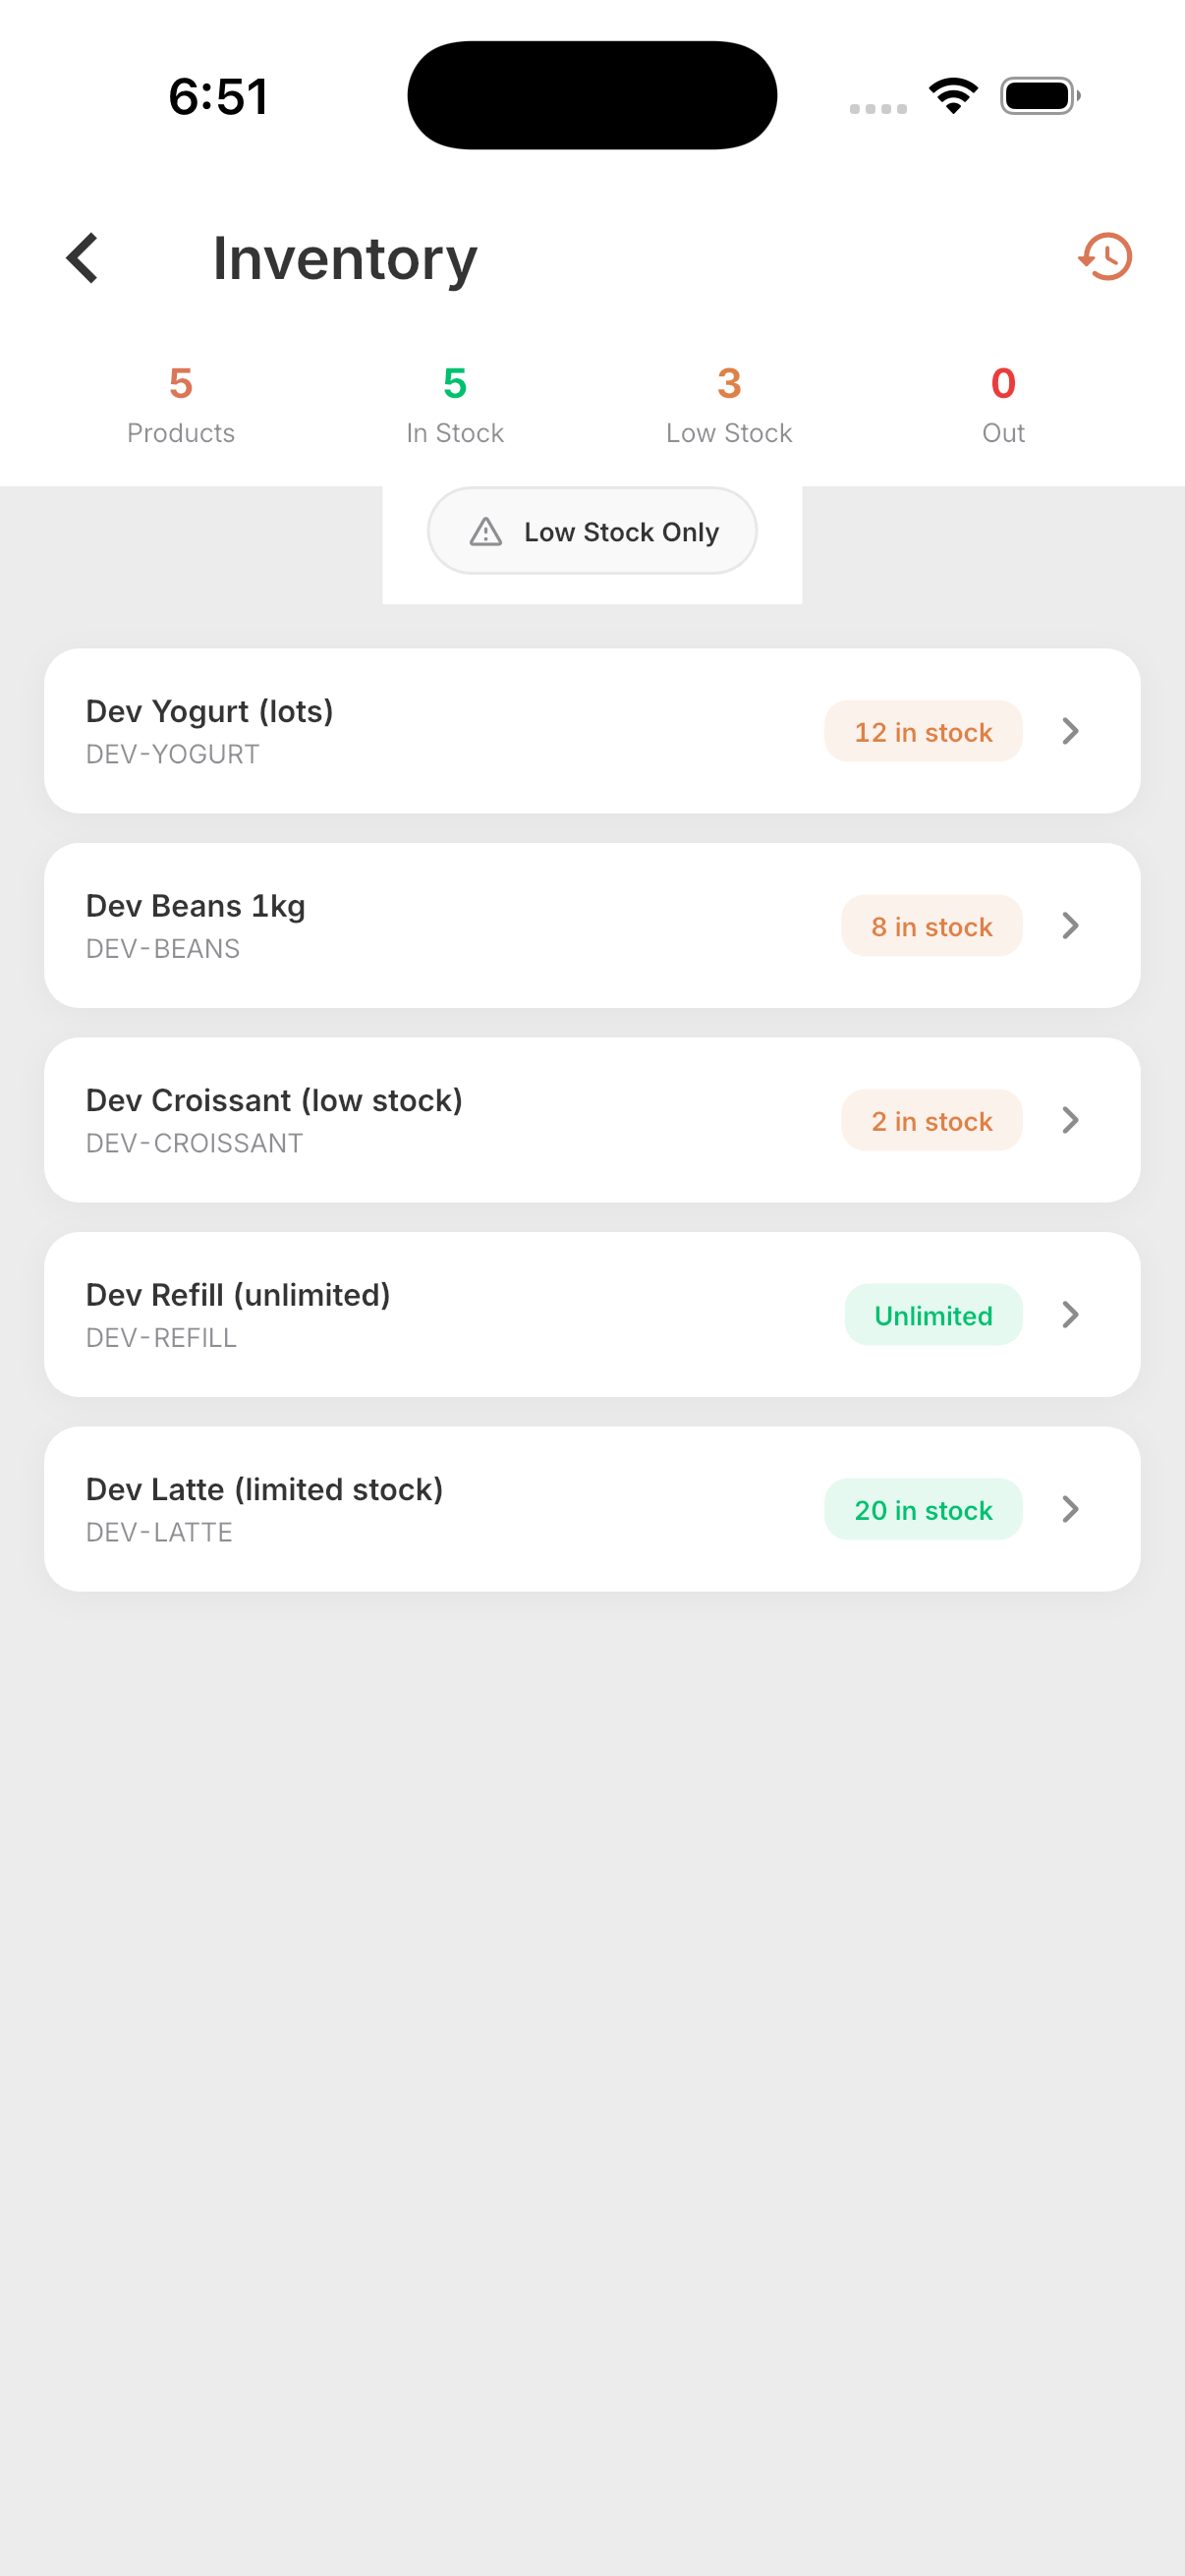 6:51
Inventory
5
Products
5
In Stock
3
Low Stock
0
Out
Low Stock Only
Dev Yogurt (lots)
DEV-YOGURT
12 in stock
Dev Beans 1kg
DEV-BEANS
8 in stock
Dev Croissant (low stock)
DEV-CROISSANT
2 in stock
Dev Refill (unlimited)
DEV-REFILL
Unlimited
Dev Latte (limited stock)
DEV-LATTE
20 in stock